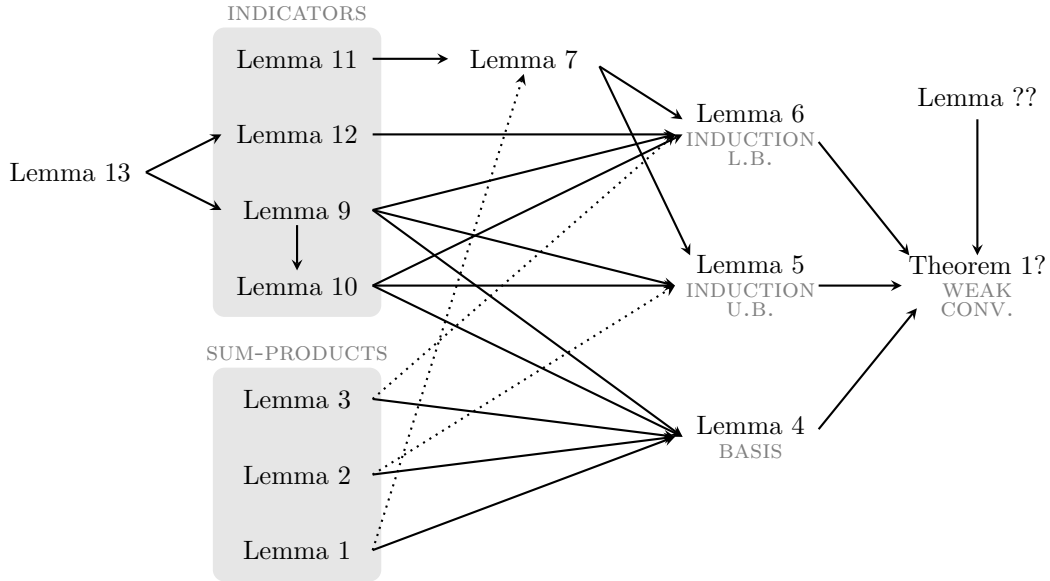 INDICATORS
Lemma 11
Lemma 7
Lemma ??
Lemma 6
INDUCTION
L.B.
Lemma 12
Lemma 13
Lemma 9
Lemma 10
Lemma 5
INDUCTION
U.B.
Theorem 1?
WEAK
CONV.
SUM-PRODUCTS
Lemma 3
Lemma 4
BASIS
Lemma 2
Lemma 1